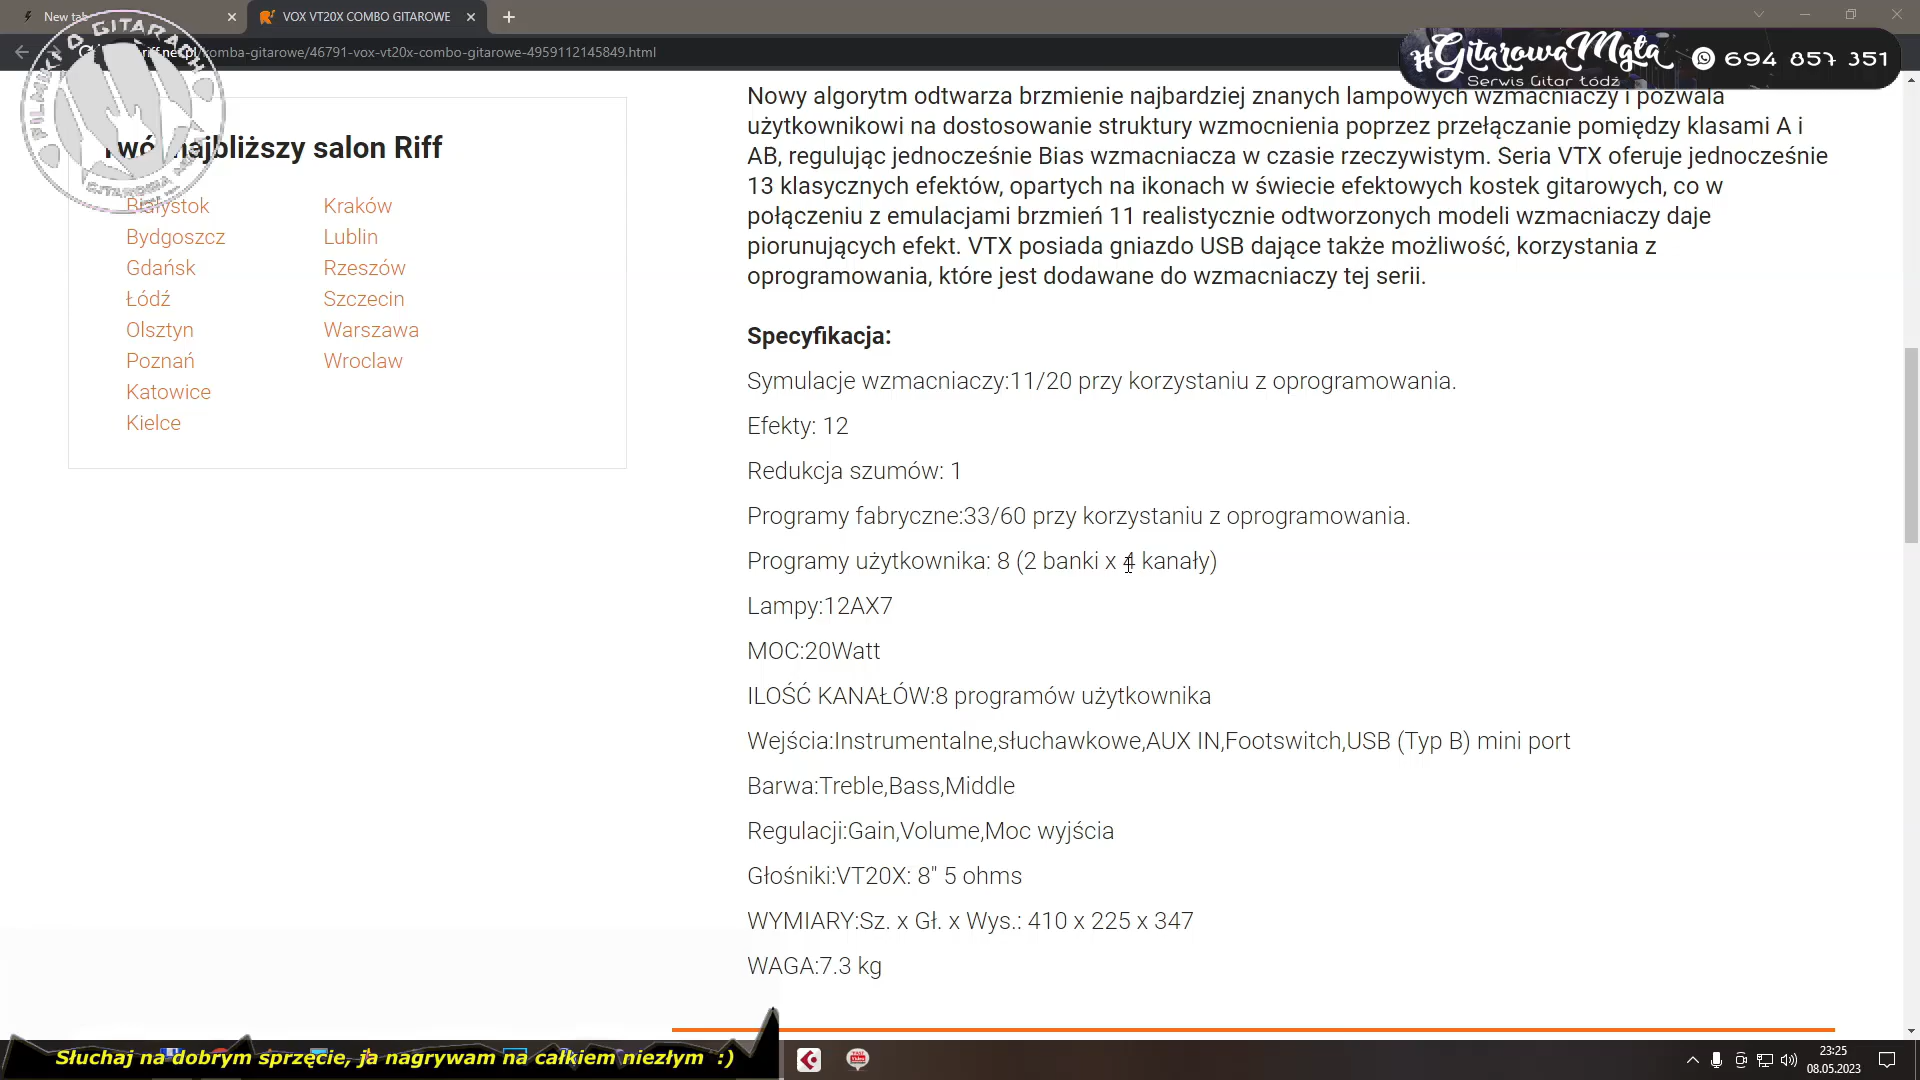 New tab
VOX VT20X COMBO GITAROWE
riff.net.pl/komba-gitarowe/46791-vox-vt20x-combo-gitarowe-4959112145849.html
FILMIKI O GITARACH
#GitarowaMgła
Serwis Gitar Łódź
694 857 351
Twój najbliższy salon Riff
Białystok
Bydgoszcz
Gdańsk
Łódź
Olsztyn
Poznań
Katowice
Kielce
Kraków
Lublin
Rzeszów
Szczecin
Warszawa
Wroclaw
Nowy algorytm odtwarza brzmienie najbardziej znanych lampowych wzmacniaczy i pozwala
użytkownikowi na dostosowanie struktury wzmocnienia poprzez przełączanie pomiędzy klasami A i
AB, regulując jednocześnie Bias wzmacniacza w czasie rzeczywistym. Seria VTX oferuje jednocześnie
13 klasycznych efektów, opartych na ikonach w świecie efektowych kostek gitarowych, co w
połączeniu z emulacjami brzmień 11 realistycznie odtworzonych modeli wzmacniaczy daje
piorunujących efekt. VTX posiada gniazdo USB dające także możliwość, korzystania z
oprogramowania, które jest dodawane do wzmacniaczy tej serii.
Specyfikacja:
Symulacje wzmacniaczy:11/20 przy korzystaniu z oprogramowania.
Efekty: 12
Redukcja szumów: 1
Programy fabryczne:33/60 przy korzystaniu z oprogramowania.
Programy użytkownika: 8 (2 banki x 4 kanały)
Lampy:12AX7
MOC:20Watt
ILOŚĆ KANAŁÓW:8 programów użytkownika
Wejścia:Instrumentalne,słuchawkowe,AUX IN,Footswitch,USB (Typ B) mini port
Barwa:Treble,Bass,Middle
Regulacji:Gain,Volume,Moc wyjścia
Głośniki:VT20X: 8" 5 ohms
WYMIARY:Sz. x Gł. x Wys.: 410 x 225 x 347
WAGA:7.3 kg
Słuchaj na dobrym sprzęcie, ja nagrywam na całkiem niezłym :)
23:25
08.05.2023